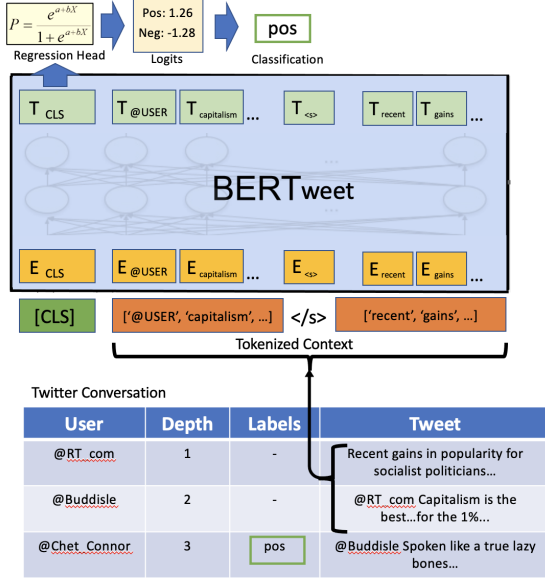 P = e^{a+bX} / 1 + e^{a+bX}
Pos: 1.26
Neg: -1.28
pos
Regression Head
Logits
Classification
T CLS
T @USER
T capitalism
...
T <s>
T recent
T gains
...
BERTweet
E CLS
E @USER
E capitalism
...
E <s>
E recent
E gains
...
[CLS]
['@USER', 'capitalism', ...]
</s>
['recent', 'gains', ...]
Tokenized Context
Twitter Conversation
User Depth Labels Tweet
@RT_com 1 - Recent gains in popularity for
socialist politicians...
@Buddisle 2 - @RT_com Capitalism is the
best...for the 1%...
@Chet_Connor 3 pos @Buddisle Spoken like a true lazy
bones...